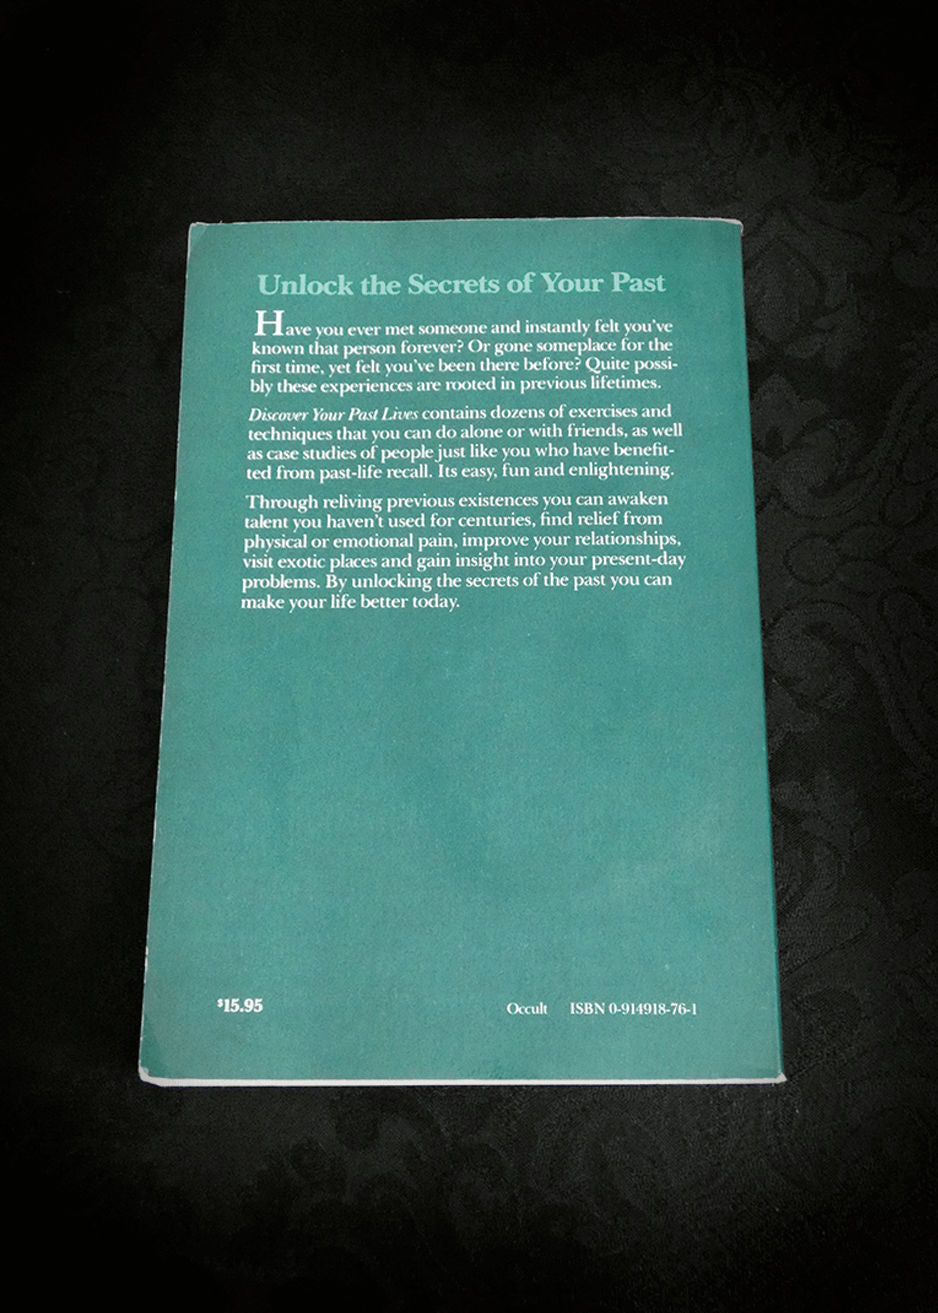 Unlock the Secrets of Your Past
Have you ever met someone and instantly felt you've
known that person forever? Or gone someplace for the
first time, yet felt you've been there before? Quite possi-
bly these experiences are rooted in previous lifetimes.
Discover Your Past Lives contains dozens of exercises and
techniques that you can do alone or with friends, as well
as case studies of people just like you who have benefit-
ted from past-life recall. Its easy, fun and enlightening.
Through reliving previous existences you can awaken
talent you haven't used for centuries, find relief from
physical or emotional pain, improve your relationships,
visit exotic places and gain insight into your present-day
problems. By unlocking the secrets of the past you can
make your life better today.
$15.95 Occult ISBN 0-914918-76-1